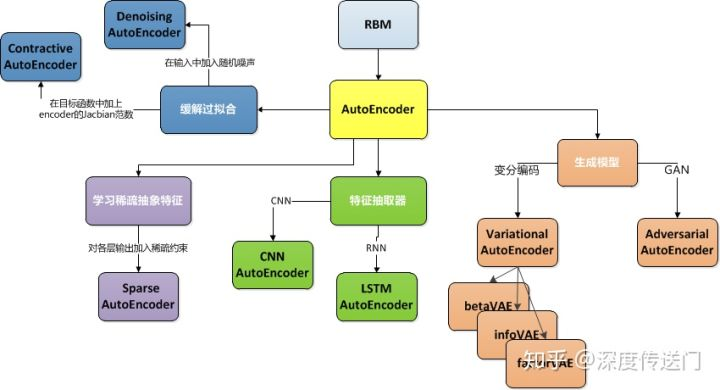 Denoising
AutoEncoder
RBM
Contractive
AutoEncoder
在输入中加入随机噪声
在目标函数中加上
encoder的Jacbian范数
缓解过拟合
AutoEncoder
生成模型
变分编码
GAN
学习稀疏抽象特征
CNN
特征抽取器
RNN
对各层输出加入稀疏约束
Variational
AutoEncoder
Adversarial
AutoEncoder
CNN
AutoEncoder
Sparse
AutoEncoder
LSTM
AutoEncoder
betaVAE
infoVAE
factorVAE
知乎 @深度传送门